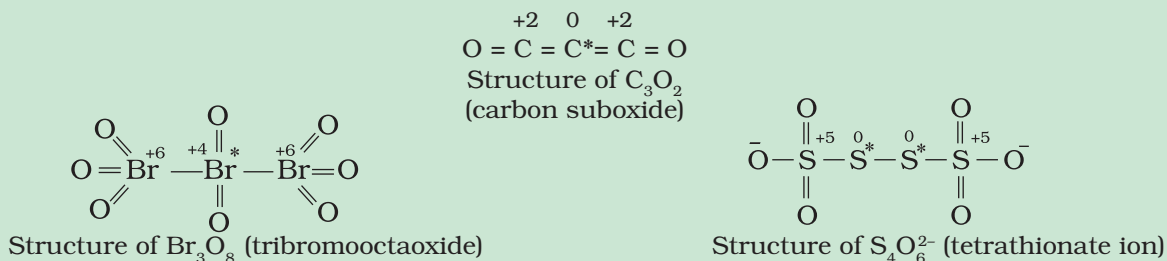 +2 0 +2
O = C = C*= C = O
Structure of C₃O₂
(carbon suboxide)
O O O
O = Br +6 — +4 Br * — +6 Br = O
O O O
Structure of Br₃O₈ (tribromooctaoxide)
O O
‖ +5 0 0 ‖ +5
O⁻ — S — S* — S* — S — O⁻
‖ ‖
O O
Structure of S₄O₆²⁻ (tetrathionate ion)